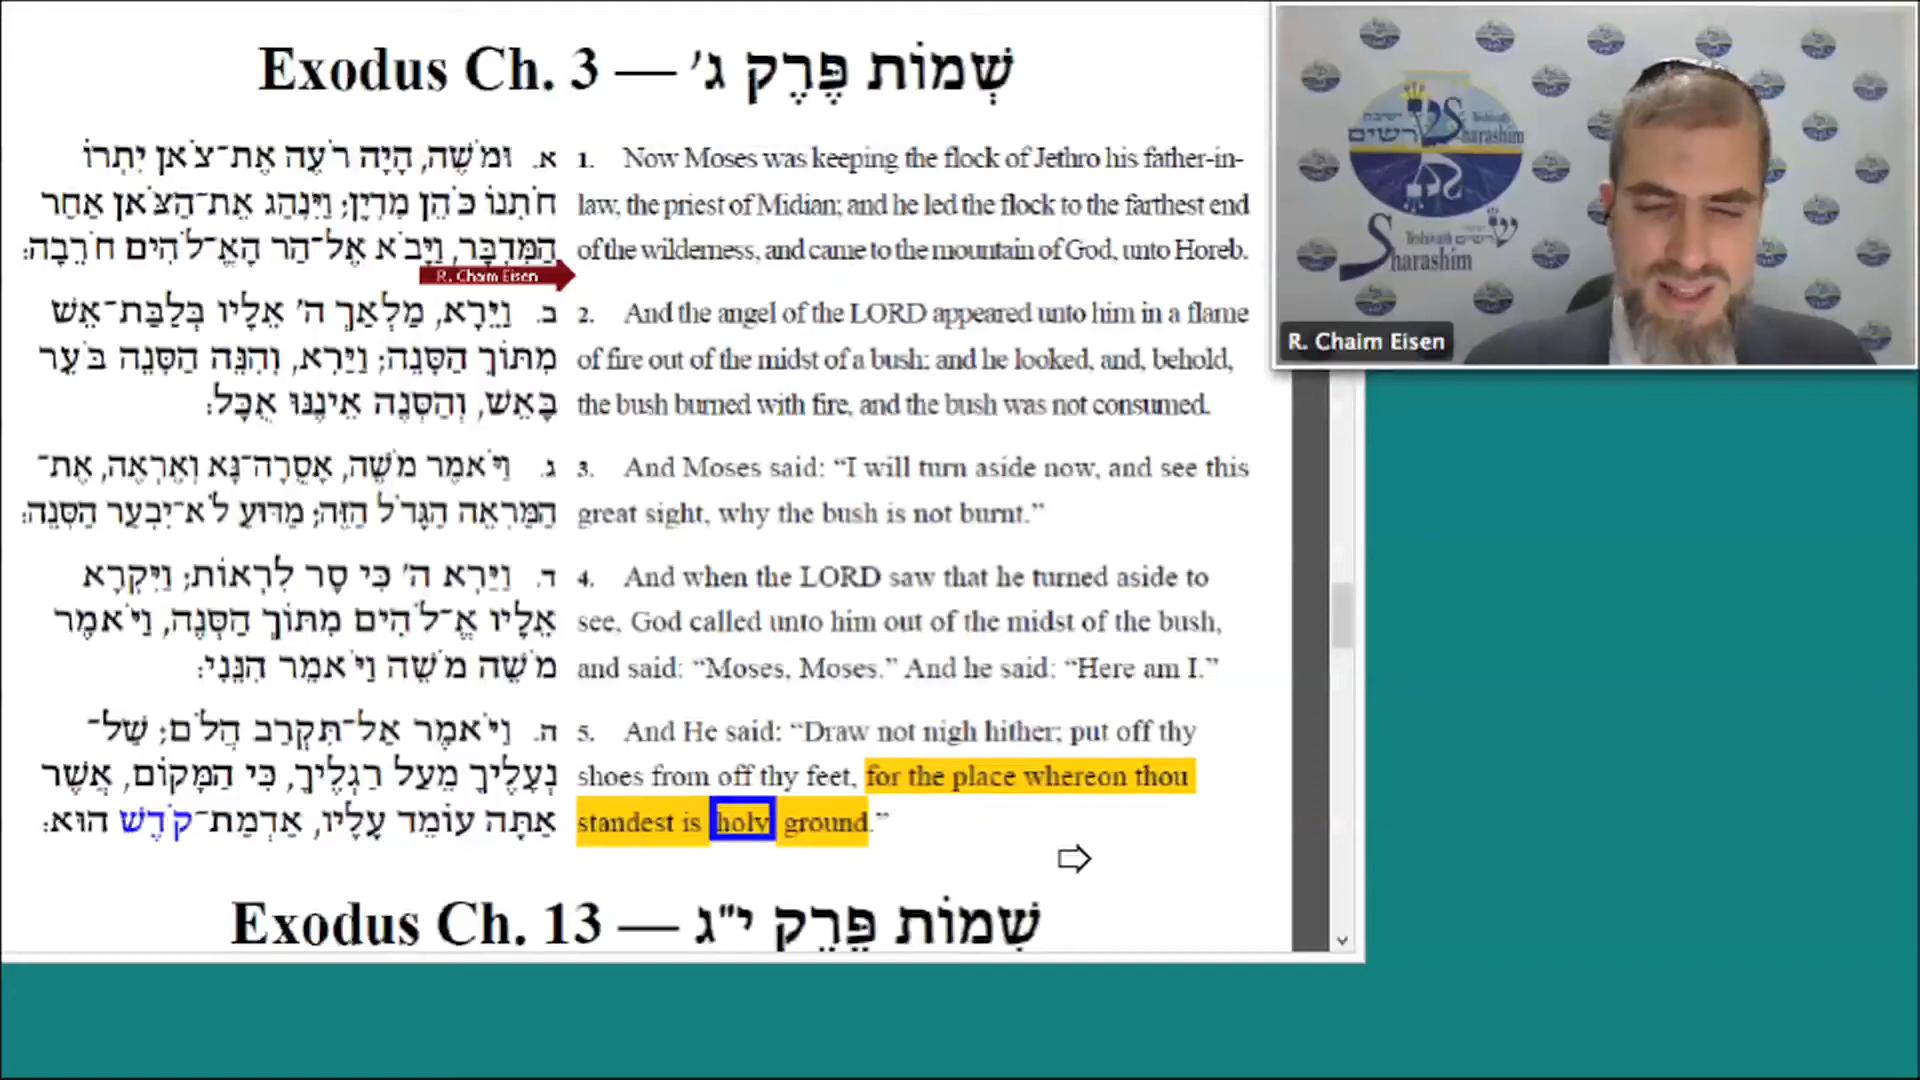 Exodus Ch. 3 — שְׁמוֹת פֶּרֶק ג'
א. וּמֹשֶׁה, הָיָה רֹעֶה אֶת־צֹאן יִתְרוֹ
חֹתְנוֹ כֹּהֵן מִדְיָן; וַיִּנְהַג אֶת־הַצֹּאן אַחַר
הַמִּדְבָּר, וַיָּבֹא אֶל־הַר הָאֱ־לֹהִים חֹרֵבָה:
1. Now Moses was keeping the flock of Jethro his father-in-
law, the priest of Midian; and he led the flock to the farthest end
of the wilderness, and came to the mountain of God, unto Horeb.
R. Chaim Eisen
ב. וַיֵּרָא, מַלְאַךְ ה' אֵלָיו בְּלַבַּת־אֵשׁ
מִתּוֹךְ הַסְּנֶה; וַיַּרְא, וְהִנֵּה הַסְּנֶה בֹּעֵר
בָּאֵשׁ, וְהַסְּנֶה אֵינֶנּוּ אֻכָּל:
2. And the angel of the LORD appeared unto him in a flame
of fire out of the midst of a bush; and he looked, and, behold,
the bush burned with fire, and the bush was not consumed.
ג. וַיֹּאמֶר מֹשֶׁה, אָסֻרָה־נָּא וְאֶרְאֶה, אֶת־
הַמַּרְאֶה הַגָּדֹל הַזֶּה; מַדּוּעַ לֹא־יִבְעַר הַסְּנֶה:
3. And Moses said: “I will turn aside now, and see this
great sight, why the bush is not burnt.”
ד. וַיַּרְא ה' כִּי סָר לִרְאוֹת; וַיִּקְרָא
אֵלָיו אֱ־לֹהִים מִתּוֹךְ הַסְּנֶה, וַיֹּאמֶר
מֹשֶׁה מֹשֶׁה וַיֹּאמֶר הִנֵּנִי:
4. And when the LORD saw that he turned aside to
see, God called unto him out of the midst of the bush,
and said: “Moses, Moses.” And he said: “Here am I.”
ה. וַיֹּאמֶר אַל־תִּקְרַב הֲלֹם; שַׁל־
נְעָלֶיךָ מֵעַל רַגְלֶיךָ, כִּי הַמָּקוֹם, אֲשֶׁר
אַתָּה עוֹמֵד עָלָיו, אַדְמַת־קֹדֶשׁ הוּא:
5. And He said: “Draw not nigh hither; put off thy
shoes from off thy feet, for the place whereon thou
standest is holy ground.”
Exodus Ch. 13 — שְׁמוֹת פֶּרֶק י"ג
ישיבת
שרשים
Yeshivath
Sharashim
Yeshivath
Sharashim
R. Chaim Eisen